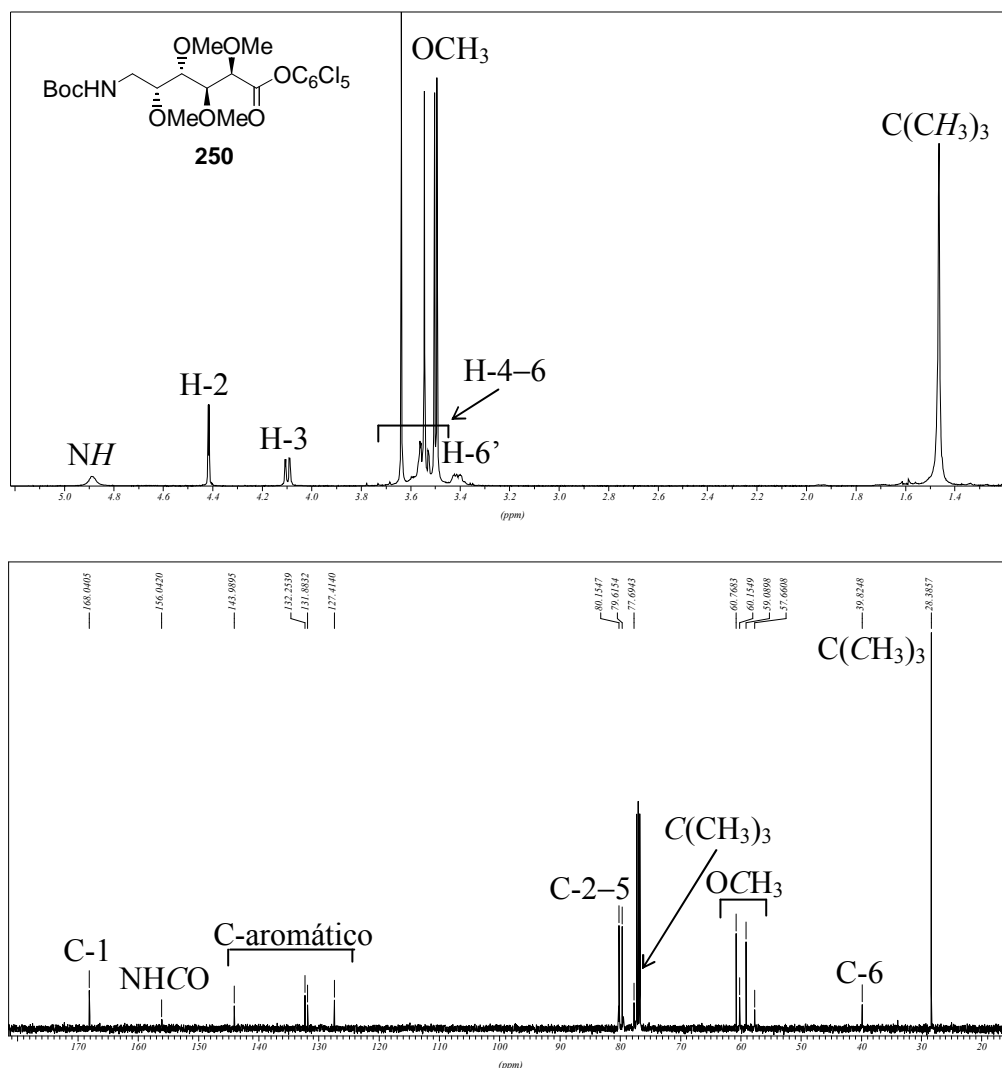 OMeOMe
BocHN
OC₆Cl₅
OMeOMeO
250
OCH₃
C(CH₃)₃
H-4–6
H-2
H-3
H-6’
NH
5.0 4.8 4.6 4.4 4.2 4.0 3.8 3.6 3.4 3.2 3.0 2.8 2.6 2.4 2.2 2.0 1.8 1.6 1.4
(ppm)
168.0405 156.0420 143.9895 132.2539 131.8832 127.4140 80.1547 79.6154 77.6943 60.7683 60.1549 59.0898 57.6608 39.8248 28.3857
C(CH₃)₃
C(CH₃)₃
C-2–5
OCH₃
C-aromático
C-1
NHCO
C-6
170 160 150 140 130 120 110 100 90 80 70 60 50 40 30 20
(ppm)